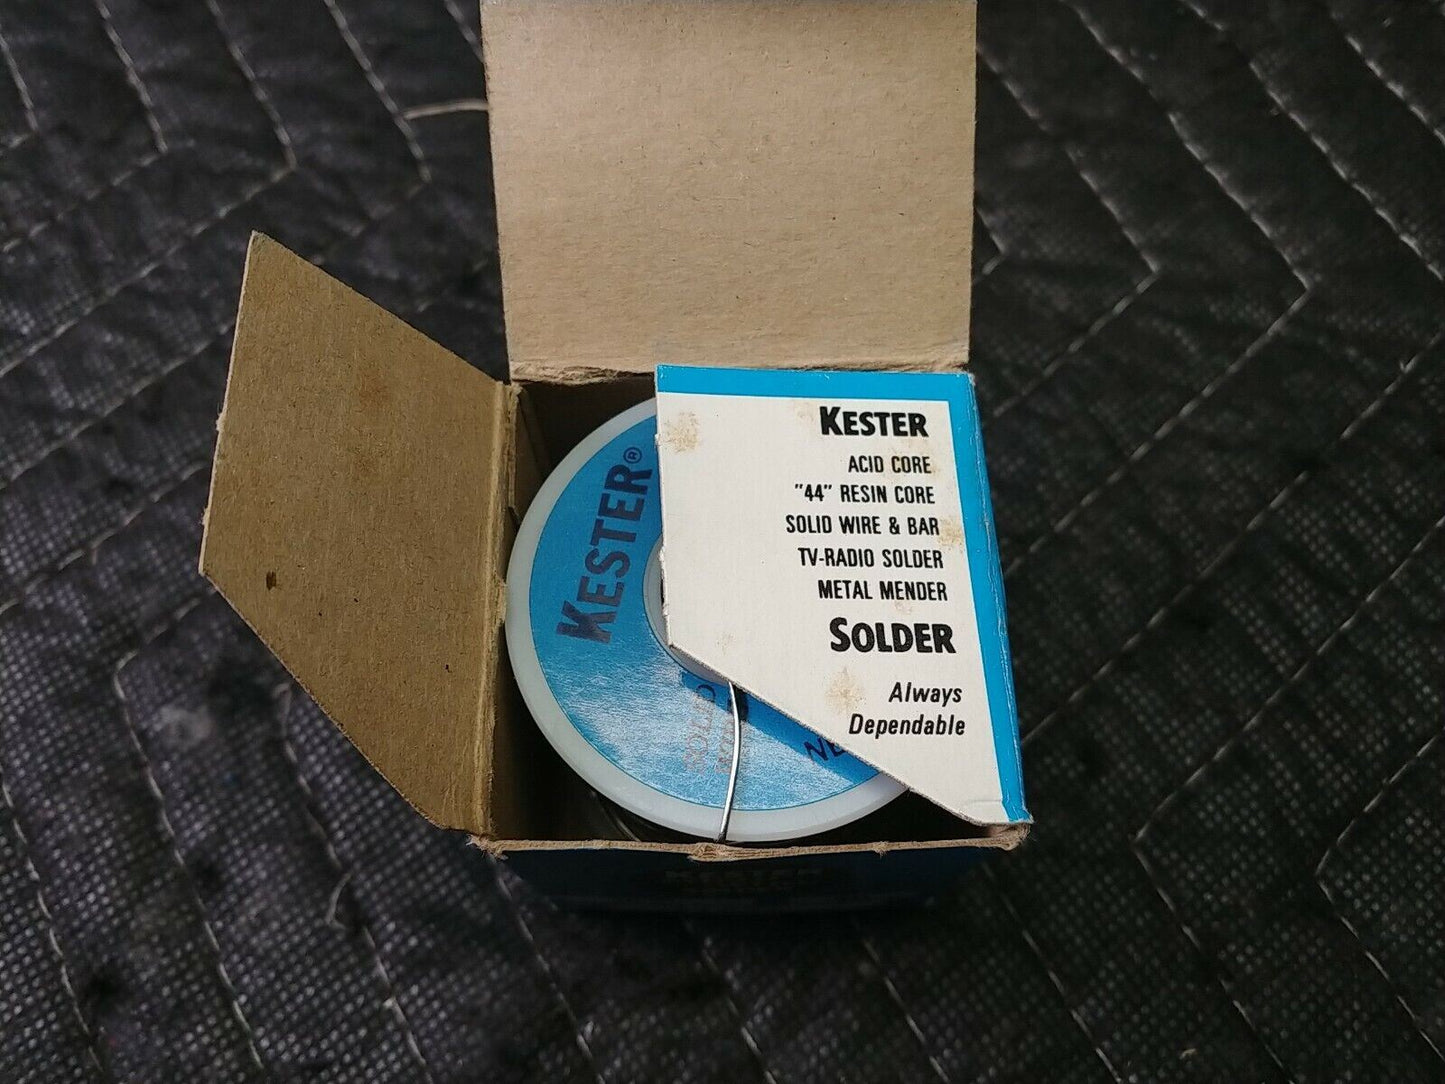 KESTER
ACID CORE
"44" RESIN CORE
SOLID WIRE & BAR
TV-RADIO SOLDER
METAL MENDER
SOLDER
Always
Dependable
KESTER®